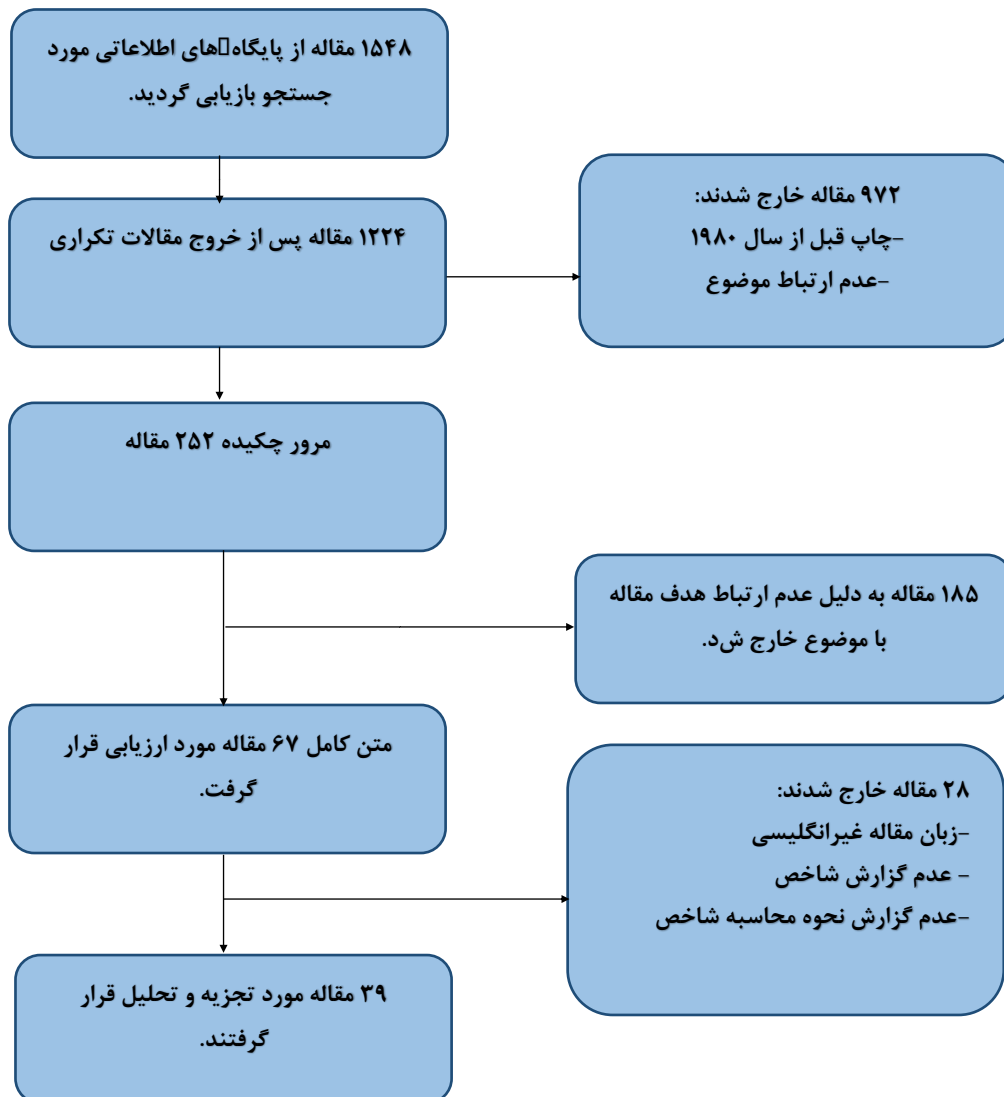 ۱۵۴۸ مقاله از پایگاه▯های اطلاعاتی مورد
جستجو بازیابی گردید.
۹۷۲ مقاله خارج شدند:
-چاپ قبل از سال ۱۹۸۰
-عدم ارتباط موضوع
۱۲۲۴ مقاله پس از خروج مقالات تکراری
مرور چکیده ۲۵۲ مقاله
۱۸۵ مقاله به دلیل عدم ارتباط هدف مقاله
با موضوع خارج شد.
متن کامل ۶۷ مقاله مورد ارزیابی قرار
گرفت.
۲۸ مقاله خارج شدند:
-زبان مقاله غیرانگلیسی
- عدم گزارش شاخص
-عدم گزارش نحوه محاسبه شاخص
۳۹ مقاله مورد تجزیه و تحلیل قرار
گرفتند.